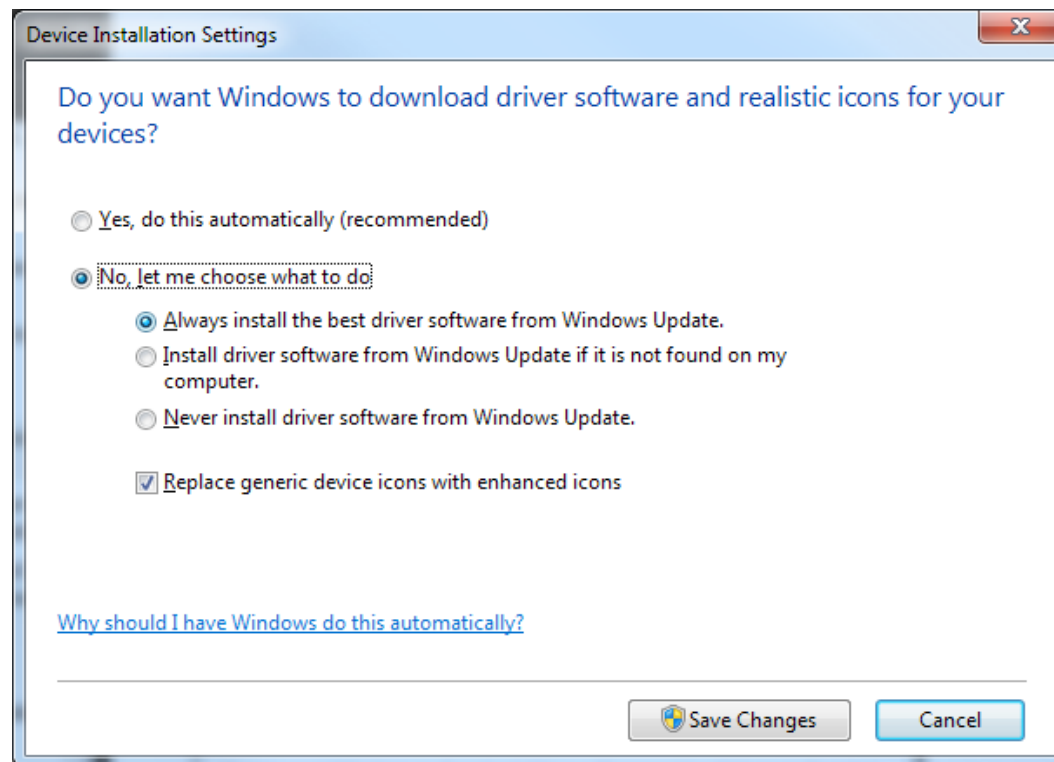 Device Installation Settings
Do you want Windows to download driver software and realistic icons for your
devices?
Yes, do this automatically (recommended)
No, let me choose what to do
Always install the best driver software from Windows Update.
Install driver software from Windows Update if it is not found on my
computer.
Never install driver software from Windows Update.
Replace generic device icons with enhanced icons
Why should I have Windows do this automatically?
Save Changes
Cancel